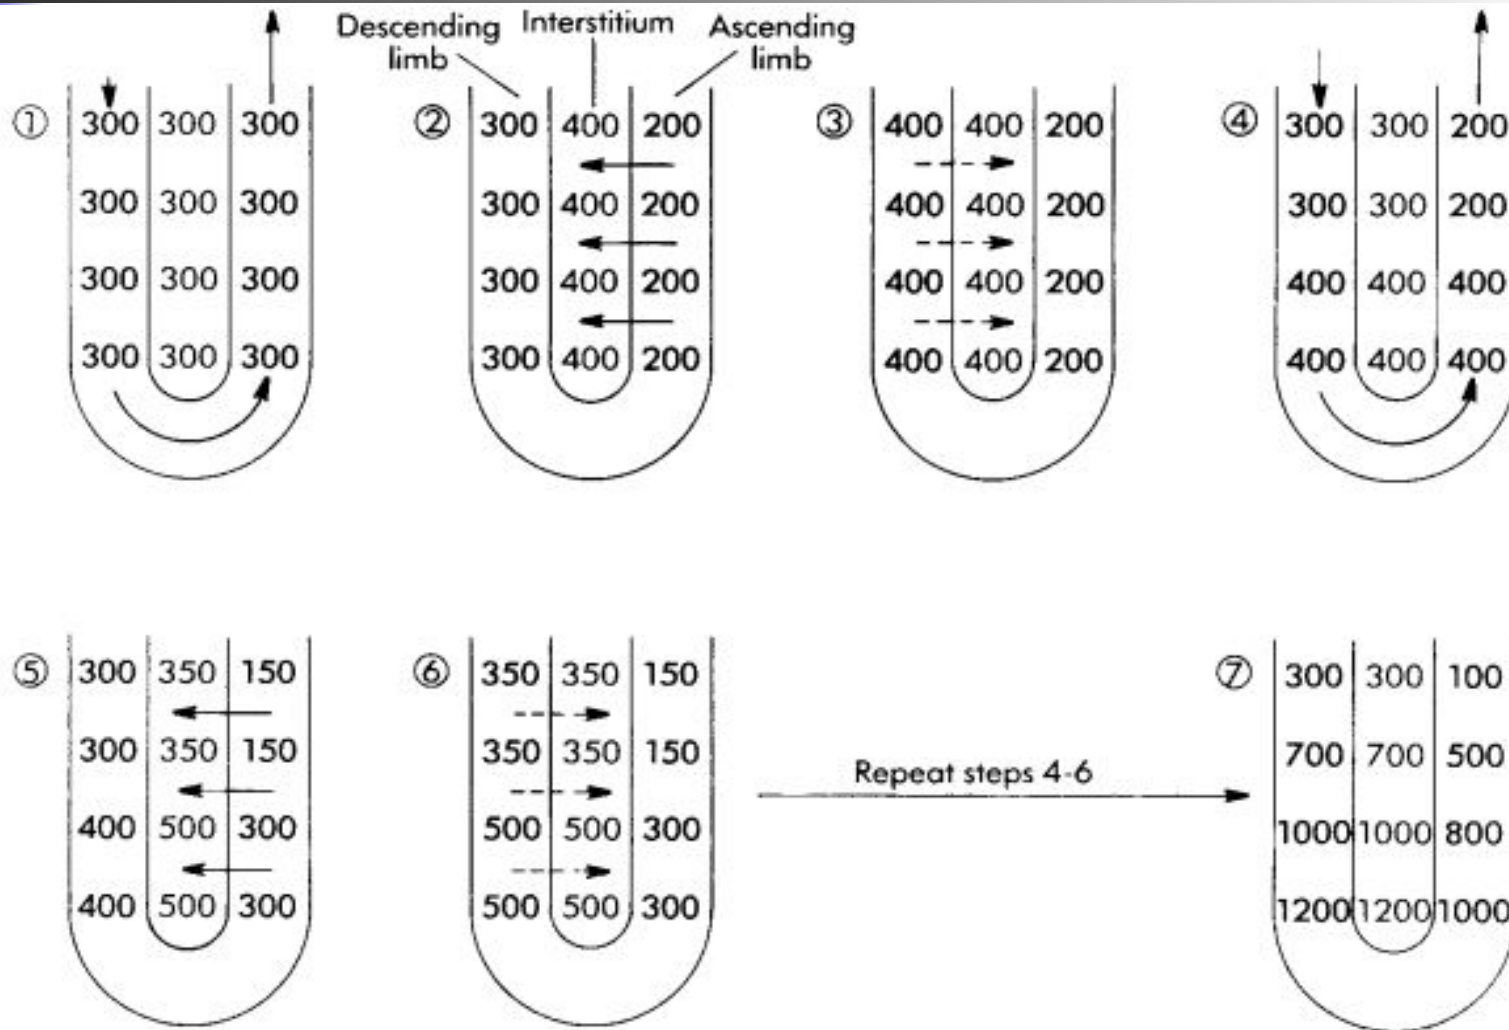 Descending limb
Interstitium
Ascending limb
① 300 300 300
300 300 300
300 300 300
300 300 300
② 300 400 200
300 400 200
300 400 200
300 400 200
③ 400 400 200
400 400 200
400 400 200
400 400 200
④ 300 300 200
300 300 200
400 400 400
400 400 400
⑤ 300 350 150
300 350 150
400 500 300
400 500 300
⑥ 350 350 150
350 350 150
500 500 300
500 500 300
Repeat steps 4-6
⑦ 300 300 100
700 700 500
1000 1000 800
1200 1200 1000